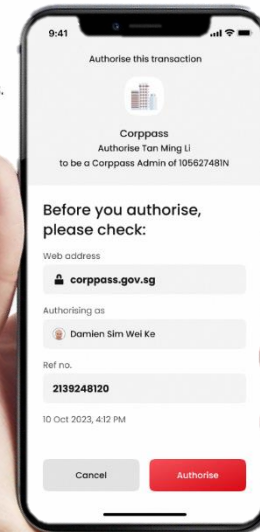 9:41
Authorise this transaction
Corppass
Authorise Tan Ming Li
to be a Corppass Admin of 105627481N
Before you authorise,
please check:
Web address
corppass.gov.sg
Authorising as
Damien Sim Wei Ke
Ref no.
2139248120
10 Oct 2023, 4:12 PM
Cancel
Authorise